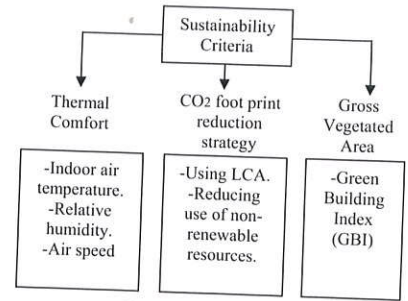 Sustainability
Criteria
Thermal
Comfort
CO2 foot print
reduction
strategy
Gross
Vegetated
Area
-Indoor air
temperature.
-Relative
humidity.
-Air speed
-Using LCA.
-Reducing
use of non-
renewable
resources.
-Green
Building
Index
(GBI)